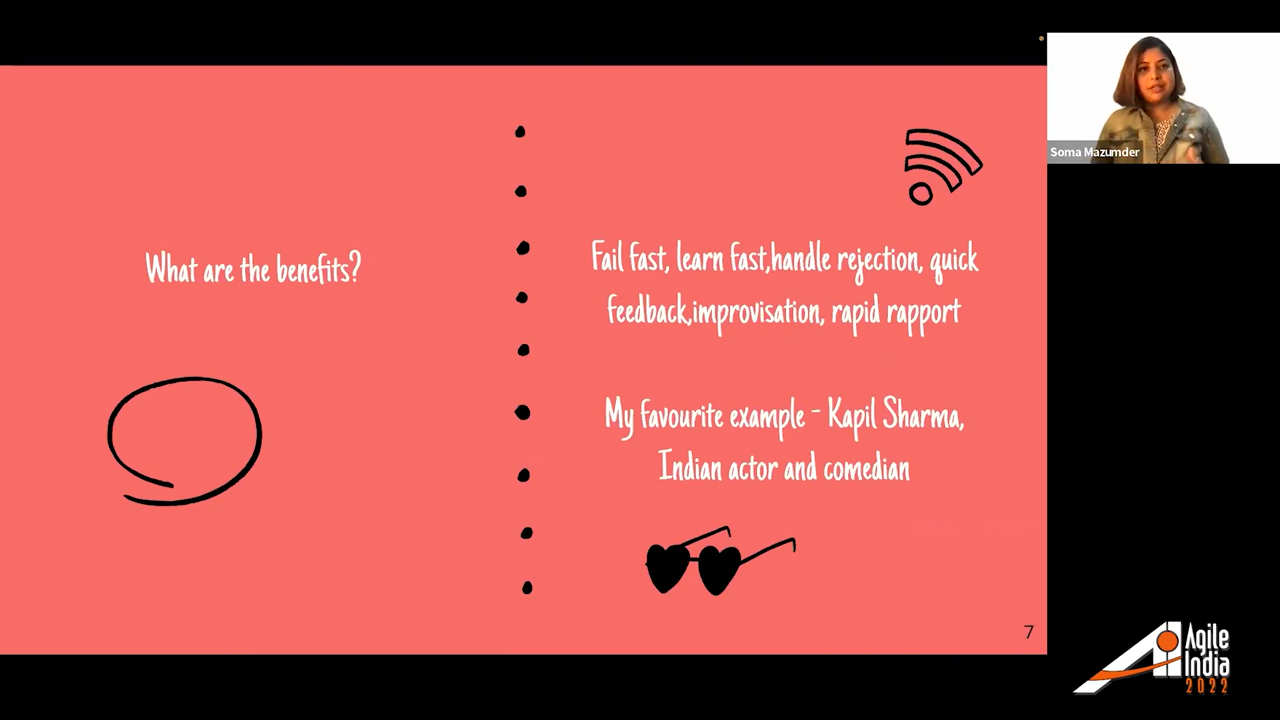 Soma Mazumder
What are the benefits?
Fail fast, learn fast,handle rejection, quick
feedback,improvisation, rapid rapport
My favourite example - Kapil Sharma,
Indian actor and comedian
7
Agile
India
2022